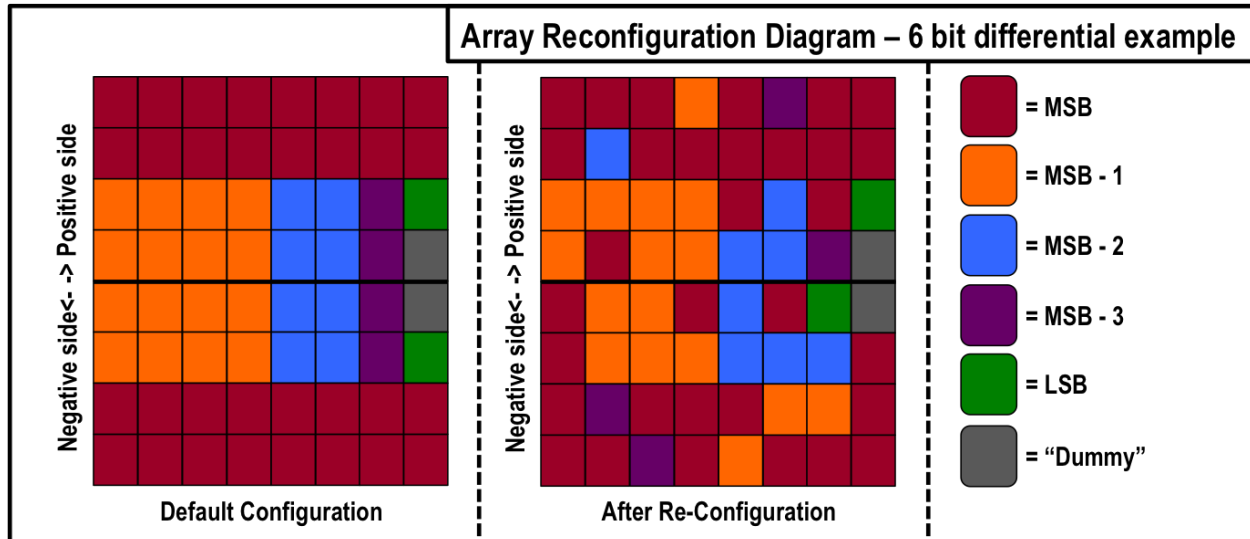 Array Reconfiguration Diagram – 6 bit differential example
Negative side<- -> Positive side
Default Configuration
Negative side<- -> Positive side
After Re-Configuration
= MSB
= MSB - 1
= MSB - 2
= MSB - 3
= LSB
= “Dummy”